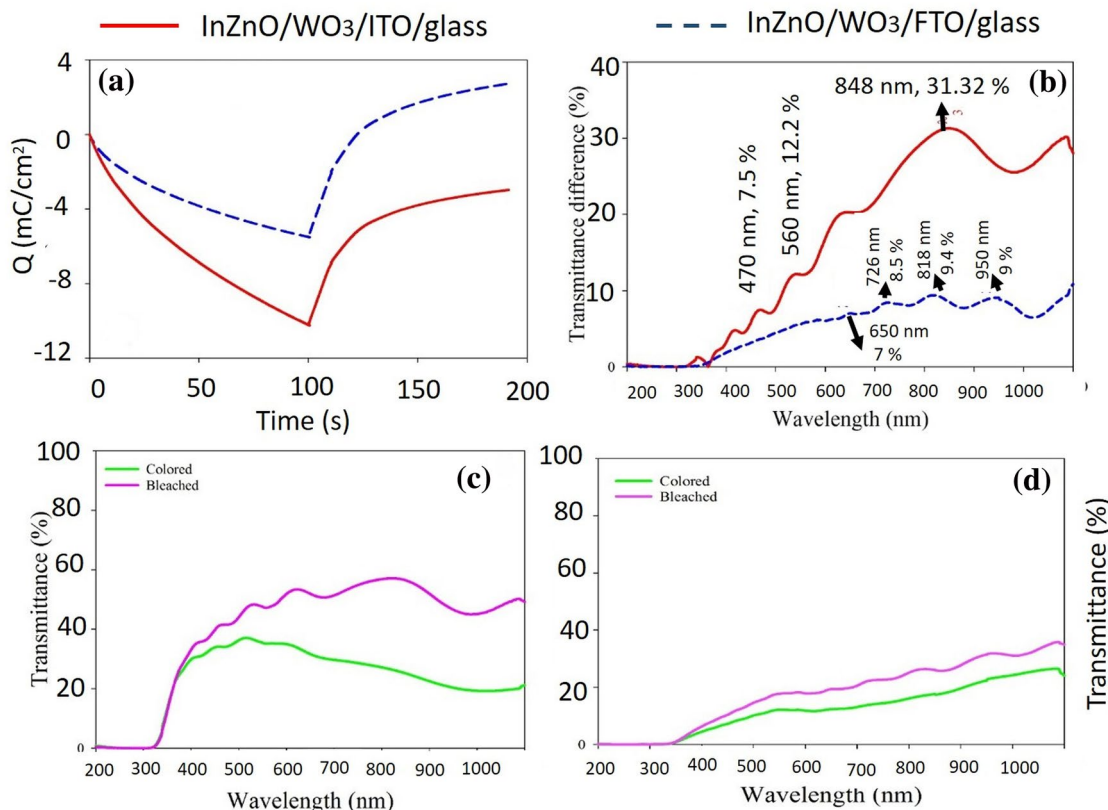 InZnO/WO3/ITO/glass
InZnO/WO3/FTO/glass
(a)
4
0
-4
-8
-12
Q (mC/cm²)
0 50 100 150 200
Time (s)
(b)
40
30
20
10
0
Transmittance difference (%)
470 nm, 7.5 %
560 nm, 12.2 %
848 nm, 31.32 %
726 nm
8.5 %
818 nm
9.4 %
950 nm
9 %
650 nm
7 %
200 300 400 500 600 700 800 900 1000
Wavelength (nm)
(c)
100
80
60
40
20
0
Transmittance (%)
Colored
Bleached
200 300 400 500 600 700 800 900 1000
Wavelength (nm)
(d)
100
80
60
40
20
0
Colored
Bleached
200 300 400 500 600 700 800 900 1000
Wavelength (nm)
Transmittance (%)